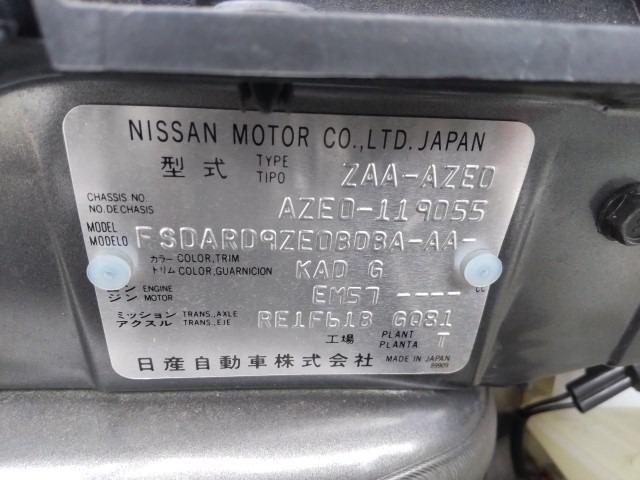 NISSAN MOTOR CO.,LTD. JAPAN
型式 TYPE TIPO ZAA-AZE0
CHASSIS NO. NO.DE CHASIS AZE0-119055
MODEL MODELO FSDARD9ZE0BDBA-AA-
カラー トリム COLOR,TRIM COLOR,GUARNICION KAD G
ジン ENGINE MOTOR EM57 ---- CC
ミッション アクスル TRANS.,AXLE TRANS.,EJE RE1F61B GQ81
工場 PLANT PLANTA T
日産自動車株式会社 MADE IN JAPAN
89909